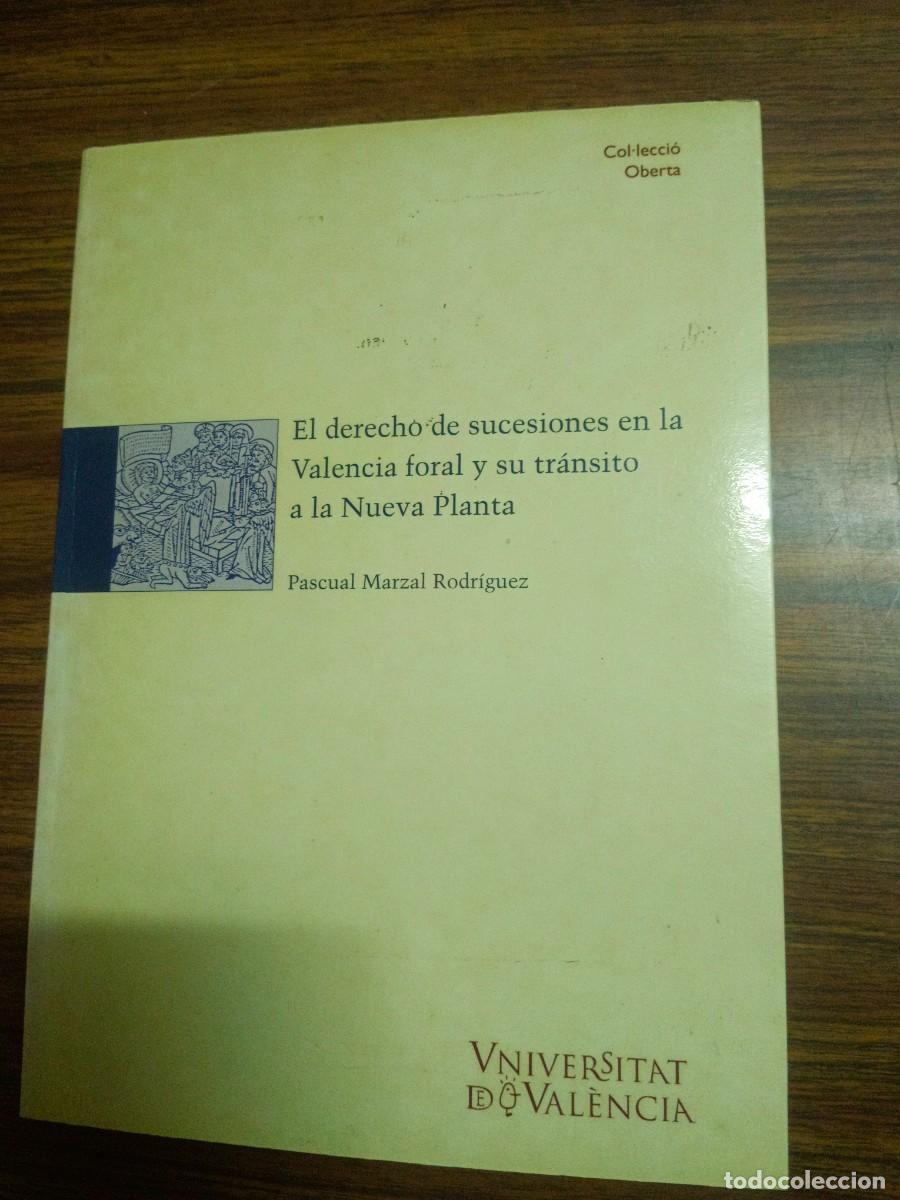 Col·lecció
Oberta
El derecho de sucesiones en la
Valencia foral y su tránsito
a la Nueva Planta
Pascual Marzal Rodríguez
VNIVERSITAT
DE VALÈNCIA
todocoleccion